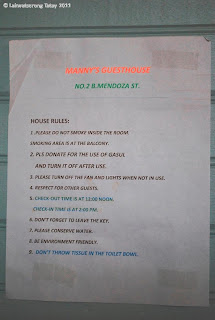 © Lainweisrong Tatay 2011
MANNY'S GUESTHOUSE
NO.2 B.MENDOZA ST.
HOUSE RULES:
1. PLEASE DO NOT SMOKE INSIDE THE ROOM.
SMOKING AREA IS AT THE BALCONY.
2. PLS DONATE FOR THE USE OF GASUL
AND TURN IT OFF AFTER USE.
3. PLEASE TURN OFF THE FAN AND LIGHTS WHEN NOT IN USE.
4. RESPECT FOR OTHER GUESTS.
5. CHECK-OUT TIME IS AT 12:00 NOON.
CHECK-IN TIME IS AT 2:00 PM.
6. DON'T FORGET TO LEAVE THE KEY.
7. PLEASE CONSERVE WATER.
8. BE ENVIRONMENT FRIENDLY.
9. DON'T THROW TISSUE IN THE TOILET BOWL.